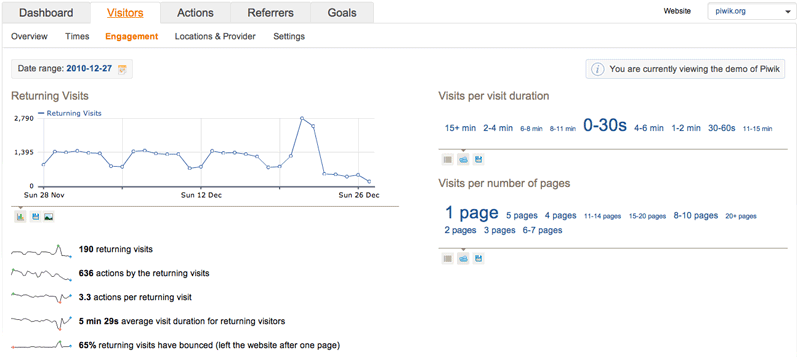 Dashboard Visitors Actions Referrers Goals Website piwik.org
Overview Times Engagement Locations & Provider Settings
Date range: 2010-12-27
You are currently viewing the demo of Piwik
Returning Visits
Returning Visits
2,790
1,395
0
Sun 28 Nov Sun 12 Dec Sun 26 Dec
190 returning visits
636 actions by the returning visits
3.3 actions per returning visit
5 min 29s average visit duration for returning visitors
65% returning visits have bounced (left the website after one page)
Visits per visit duration
15+ min 2-4 min 6-8 min 8-11 min 0-30s 4-6 min 1-2 min 30-60s 11-15 min
Visits per number of pages
1 page 5 pages 4 pages 11-14 pages 15-20 pages 8-10 pages 20+ pages
2 pages 3 pages 6-7 pages